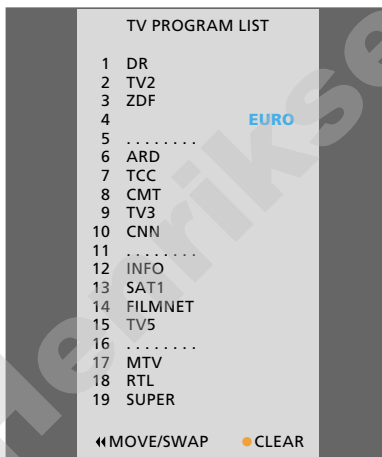 TV PROGRAM LIST
1 DR
2 TV2
3 ZDF
4 EURO
5 . . . . . . . .
6 ARD
7 TCC
8 CMT
9 TV3
10 CNN
11 . . . . . . . .
12 INFO
13 SAT1
14 FILMNET
15 TV5
16 . . . . . . . .
17 MTV
18 RTL
19 SUPER
MOVE/SWAP CLEAR